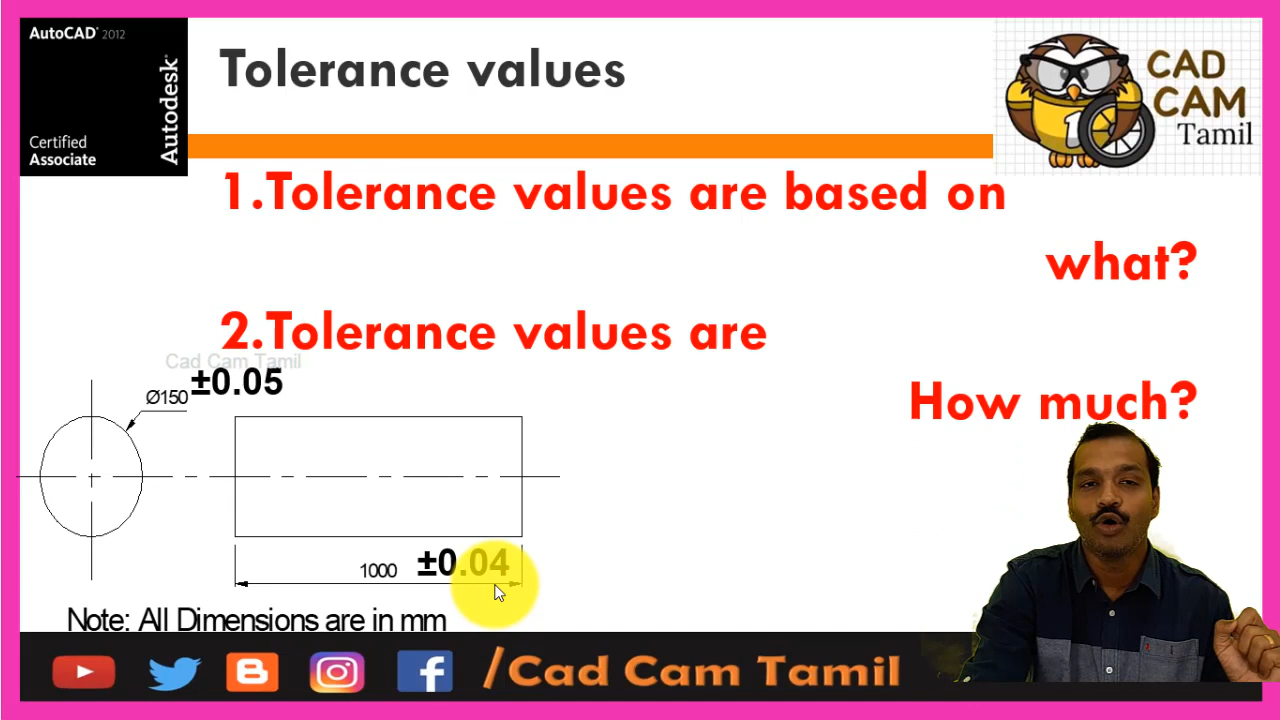 AutoCAD 2012
Autodesk
Certified
Associate
Tolerance values
CAD
CAM
Tamil
1
1.Tolerance values are based on
what?
2.Tolerance values are
How much?
Cad Cam Tamil
Ø150 ±0.05
1000 ±0.04
Note: All Dimensions are in mm
/Cad Cam Tamil